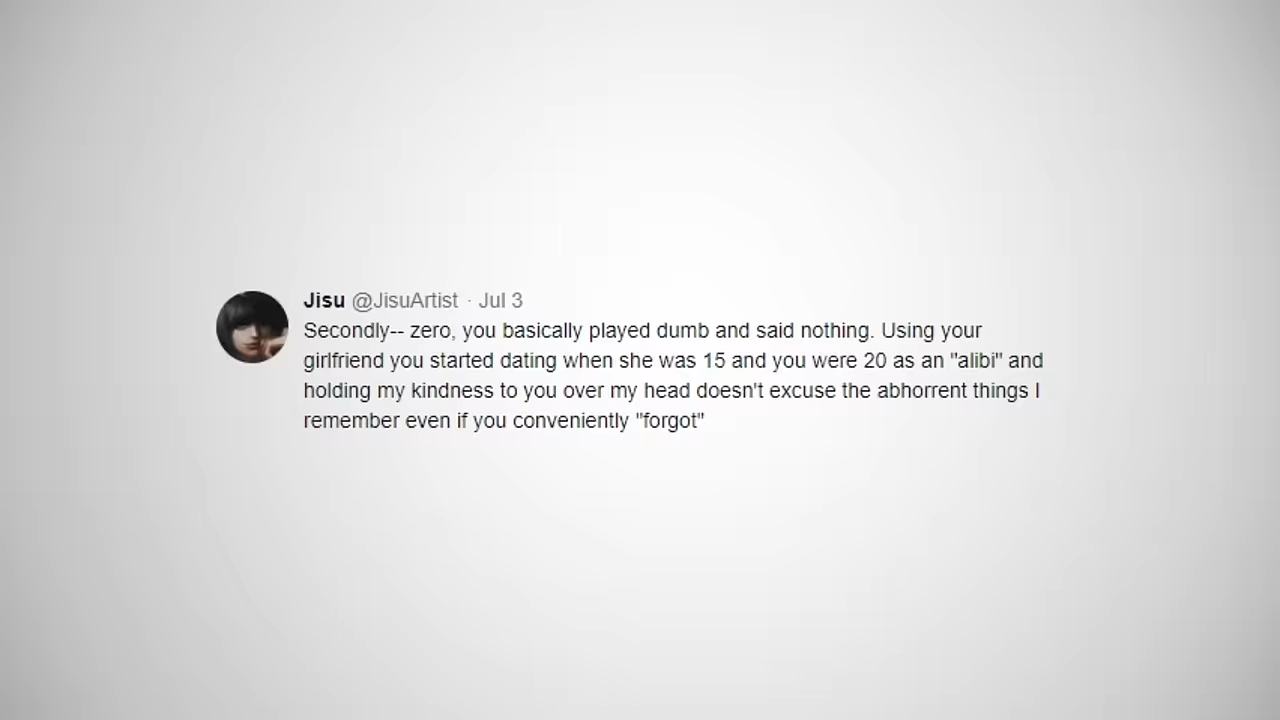 Jisu @JisuArtist · Jul 3
Secondly-- zero, you basically played dumb and said nothing. Using your
girlfriend you started dating when she was 15 and you were 20 as an "alibi" and
holding my kindness to you over my head doesn't excuse the abhorrent things I
remember even if you conveniently "forgot"